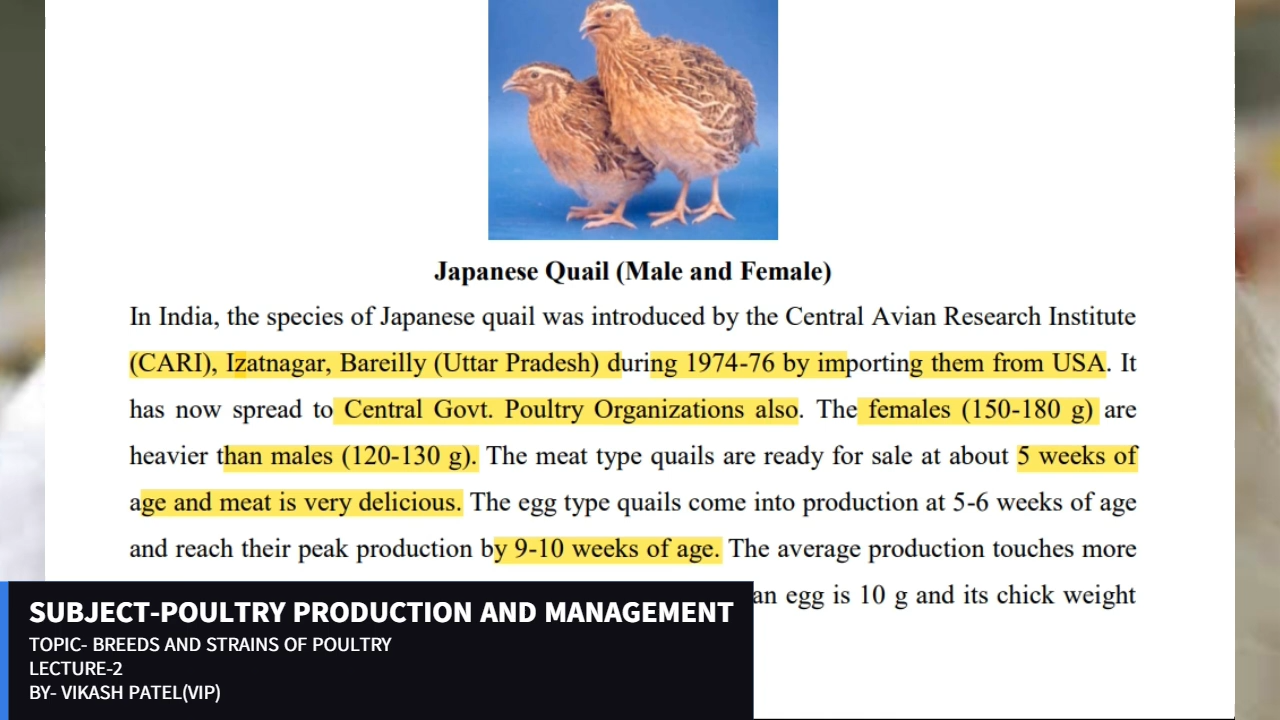 Japanese Quail (Male and Female)
In India, the species of Japanese quail was introduced by the Central Avian Research Institute
(CARI), Izatnagar, Bareilly (Uttar Pradesh) during 1974-76 by importing them from USA. It
has now spread to Central Govt. Poultry Organizations also. The females (150-180 g) are
heavier than males (120-130 g). The meat type quails are ready for sale at about 5 weeks of
age and meat is very delicious. The egg type quails come into production at 5-6 weeks of age
and reach their peak production by 9-10 weeks of age. The average production touches more
an egg is 10 g and its chick weight
SUBJECT-POULTRY PRODUCTION AND MANAGEMENT
TOPIC- BREEDS AND STRAINS OF POULTRY
LECTURE-2
BY- VIKASH PATEL(VIP)